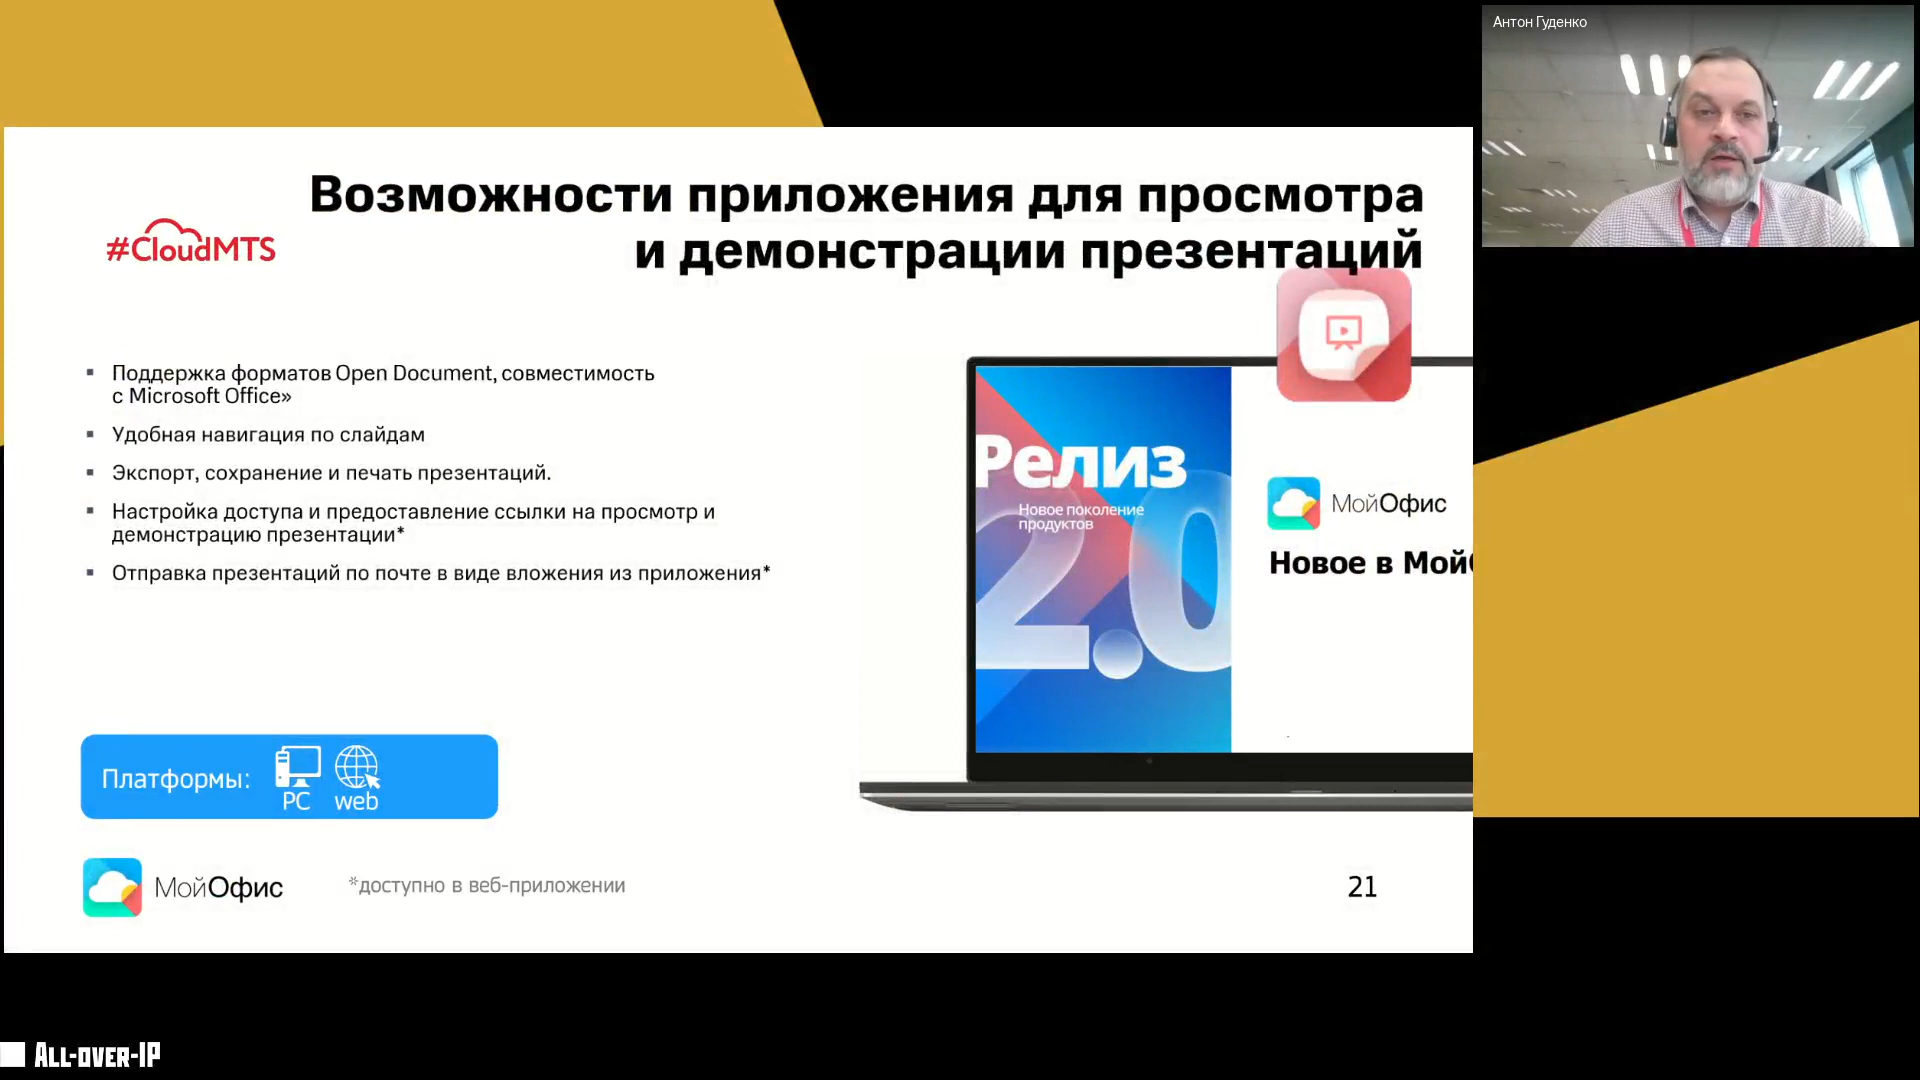 Антон Гуденко
Возможности приложения для просмотра
и демонстрации презентаций
#CloudMTS
▪ Поддержка форматов Open Document, совместимость
с Microsoft Office»
▪ Удобная навигация по слайдам
▪ Экспорт, сохранение и печать презентаций.
▪ Настройка доступа и предоставление ссылки на просмотр и
демонстрацию презентации*
▪ Отправка презентаций по почте в виде вложения из приложения*
Релиз
Новое поколение
продуктов
2.0
МойОфис
Новое в Мой
Платформы:
PC
web
МойОфис
*доступно в веб-приложении
21
All-over-IP